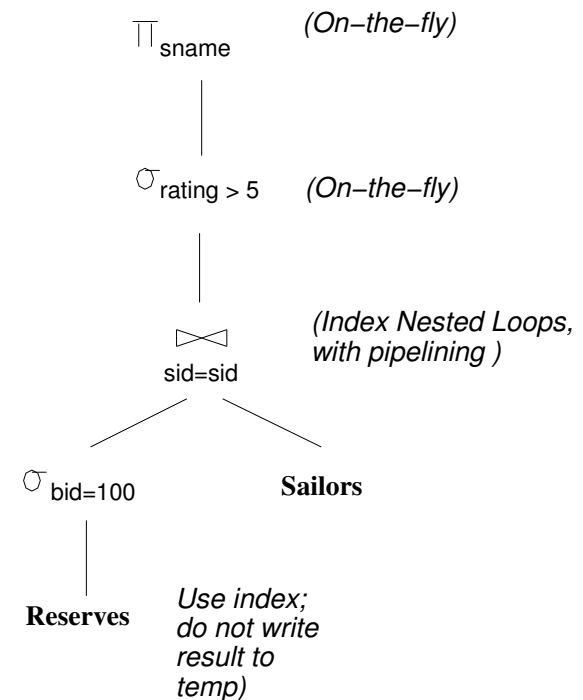 π sname (On−the−fly)
σ rating > 5 (On−the−fly)
⋈ sid=sid (Index Nested Loops,
with pipelining )
σ bid=100
Sailors
Reserves
Use index;
do not write
result to
temp)